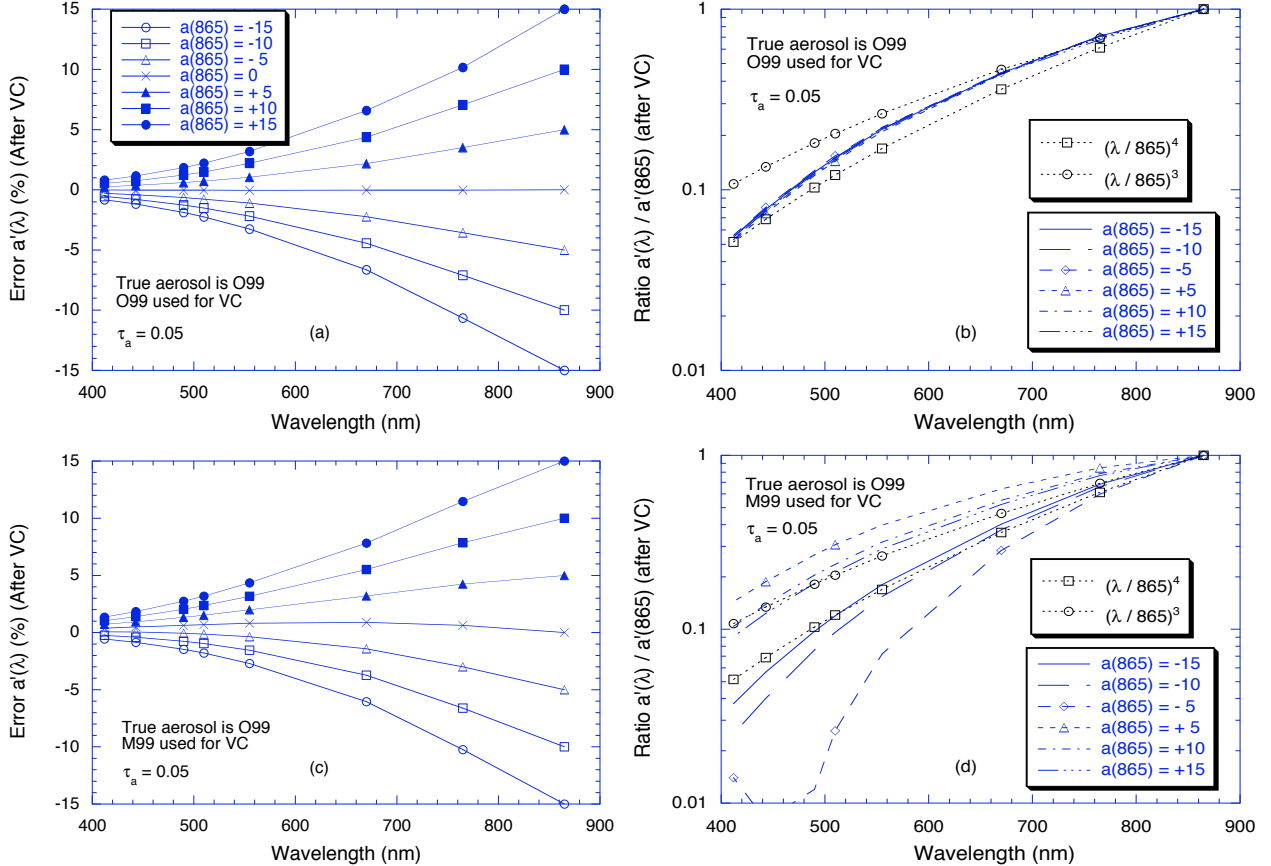 15
10
5
0
-5
-10
-15
Error a'(λ) (%) (After VC)
a(865) = -15
a(865) = -10
a(865) = - 5
a(865) = 0
a(865) = + 5
a(865) = +10
a(865) = +15
True aerosol is O99
O99 used for VC
τa = 0.05
(a)
400 500 600 700 800 900
Wavelength (nm)
1
0.1
0.01
Ratio a'(λ) / a'(865) (after VC)
True aerosol is O99
O99 used for VC
τa = 0.05
(λ / 865)4
(λ / 865)3
a(865) = -15
a(865) = -10
a(865) = -5
a(865) = +5
a(865) = +10
a(865) = +15
(b)
400 500 600 700 800 900
Wavelength (nm)
15
10
5
0
-5
-10
-15
Error a'(λ) (%) (After VC)
True aerosol is O99
M99 used for VC
τa = 0.05
(c)
400 500 600 700 800 900
Wavelength (nm)
1
0.1
0.01
Ratio a'(λ) / a'(865) (after VC)
True aerosol is O99
M99 used for VC
τa = 0.05
(λ / 865)4
(λ / 865)3
a(865) = -15
a(865) = -10
a(865) = - 5
a(865) = + 5
a(865) = +10
a(865) = +15
(d)
400 500 600 700 800 900
Wavelength (nm)